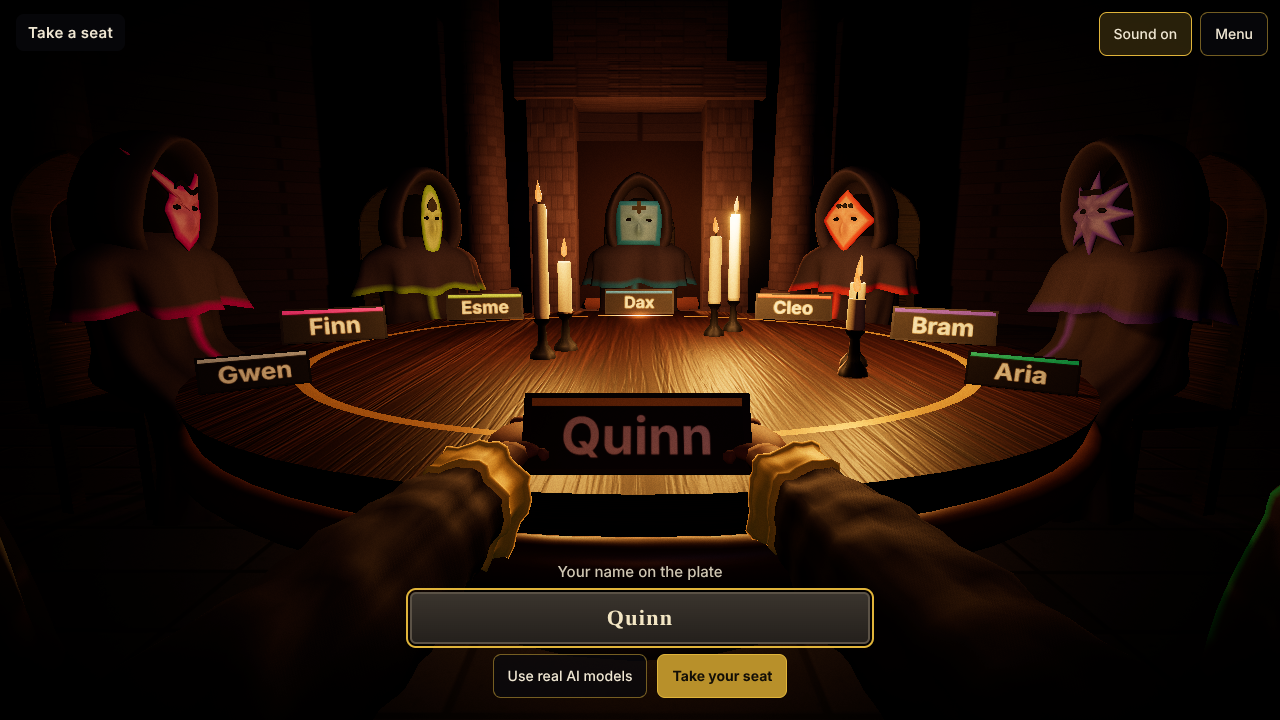 Take a seat
Sound on
Menu
Esme
Dax
Cleo
Finn
Bram
Gwen
Aria
Quinn
Your name on the plate
Quinn
Use real AI models
Take your seat